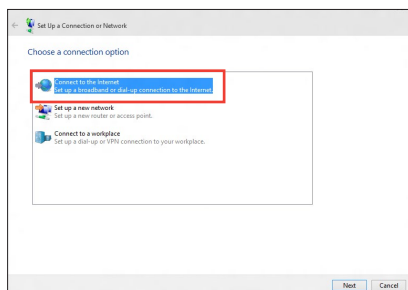 Set Up a Connection or Network
Choose a connection option
Connect to the Internet
Set up a broadband or dial-up connection to the Internet.
Set up a new network
Set up a new router or access point.
Connect to a workplace
Set up a dial-up or VPN connection to your workplace.
Next Cancel